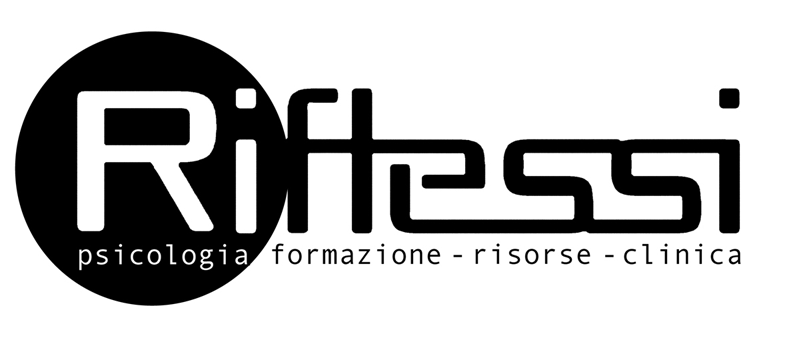 Riflessi
psicologia formazione - risorse - clinica